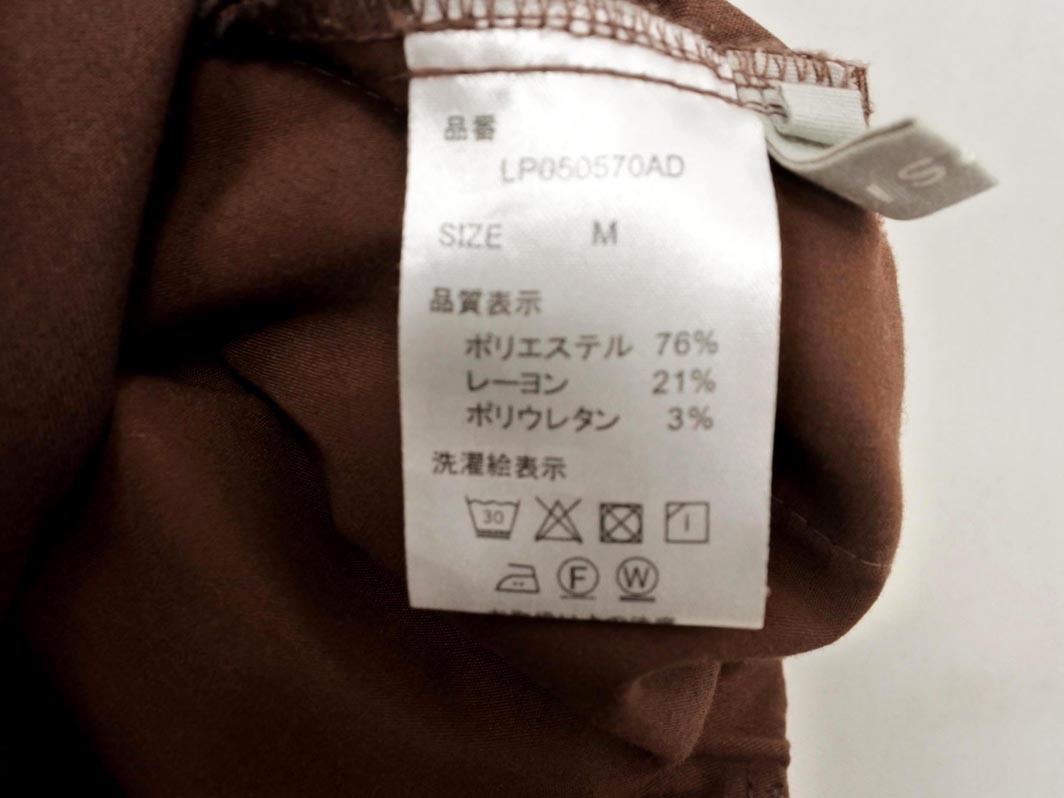 品番
LP050570AD
SIZE M
品質表示
ポリエステル 76%
レーヨン 21%
ポリウレタン 3%
洗濯絵表示
30
F W